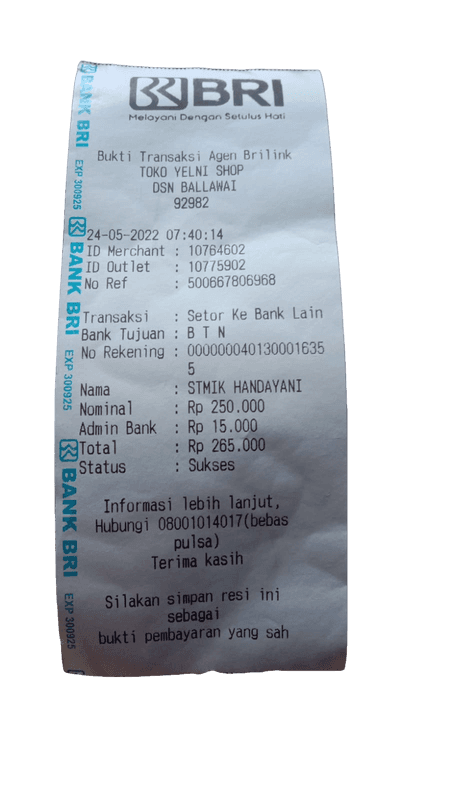 BRI
Melayani Dengan Setulus Hati
Bukti Transaksi Agen Brilink
TOKO YELNI SHOP
DSN BALLAWAI
92982
24-05-2022 07:40:14
ID Merchant : 10764602
ID Outlet : 10775902
No Ref : 500667806968
Transaksi : Setor Ke Bank Lain
Bank Tujuan : B T N
No Rekening : 000000040130001635
5
Nama : STMIK HANDAYANI
Nominal : Rp 250.000
Admin Bank : Rp 15.000
Total : Rp 265.000
Status : Sukses
Informasi lebih lanjut,
Hubungi 08001014017(bebas
pulsa)
Terima kasih
Silakan simpan resi ini
sebagai
bukti pembayaran yang sah
BANK BRI
EXP 300925
BANK BRI
EXP 300925
BANK BRI
EXP 300925